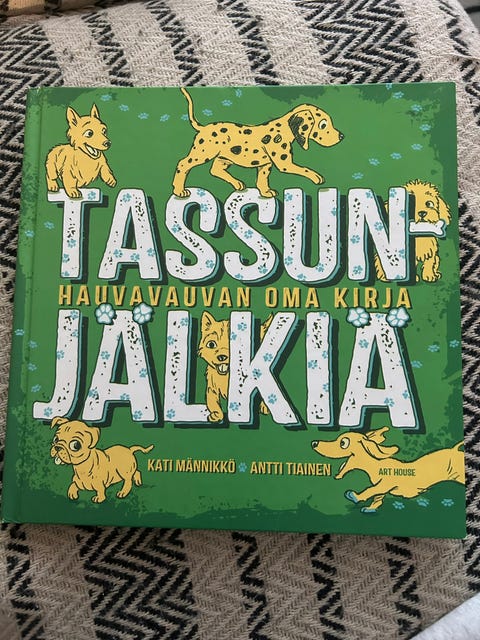 TASSUN-
HAUVAVAUVAN OMA KIRJA
JÄLKIÄ
KATI MÄNNIKKÖ ANTTI TIAINEN
ART HOUSE